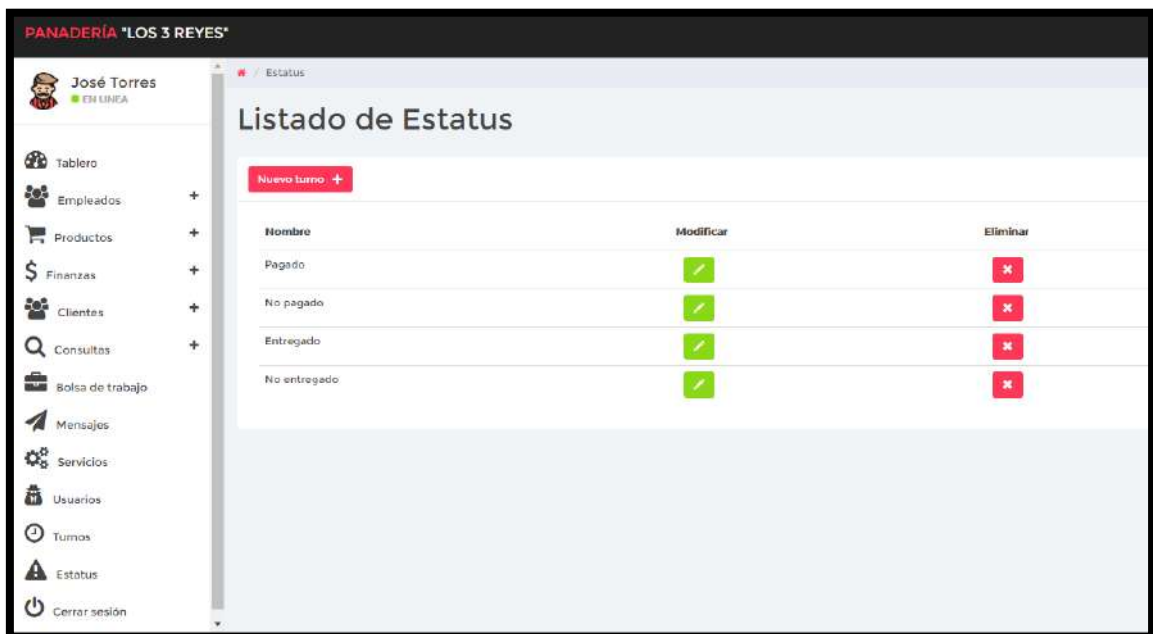 PANADERÍA "LOS 3 REYES"
José Torres
EN LINEA
Tablero
Empleados +
Productos +
Finanzas +
Clientes +
Consultas +
Bolsa de trabajo
Mensajes
Servicios
Usuarios
Turnos
Estatus
Cerrar sesión
/ Estatus
Listado de Estatus
Nuevo turno +
Nombre Modificar Eliminar
Pagado
No pagado
Entregado
No entregado